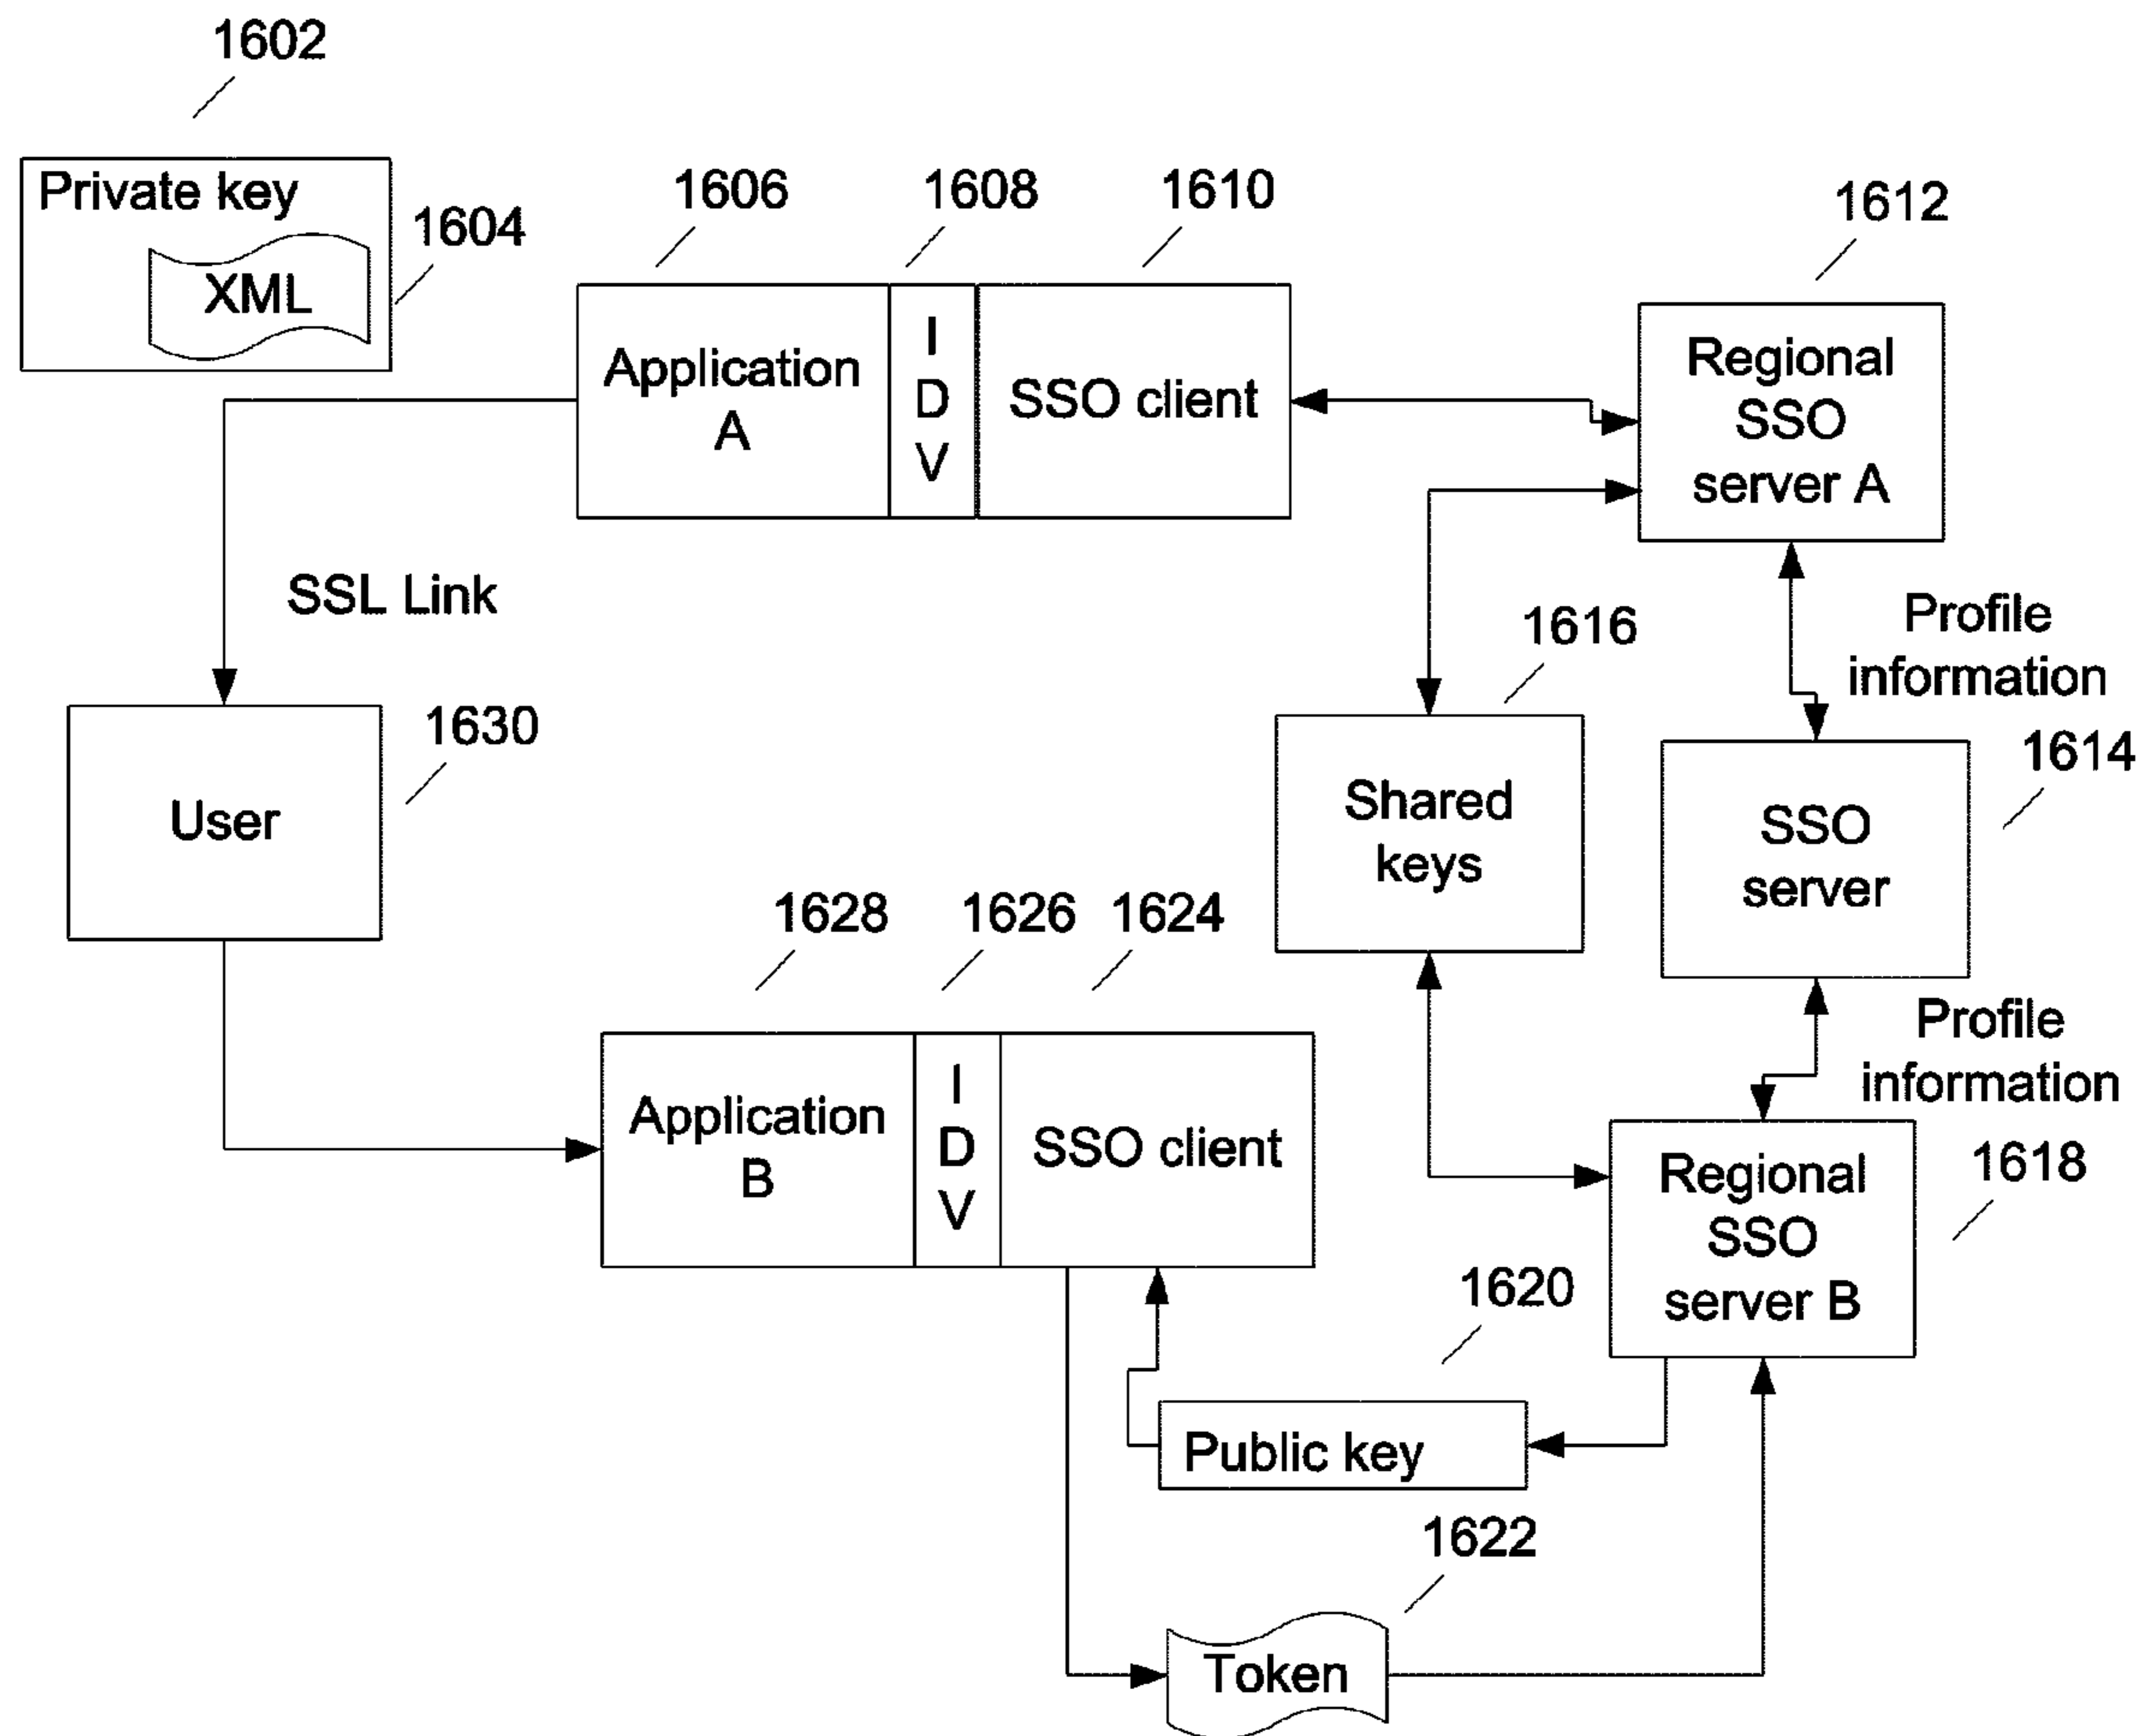 1602
Private key
1604
XML
1606
1608
1610
1612
Application
A
I
D
V
SSO client
Regional
SSO
server A
SSL Link
Profile
information
1616
1630
1614
User
Shared
keys
SSO
server
1628
1626
1624
Profile
information
Application
B
I
D
V
SSO client
Regional
SSO
server B
1618
1620
Public key
1622
Token